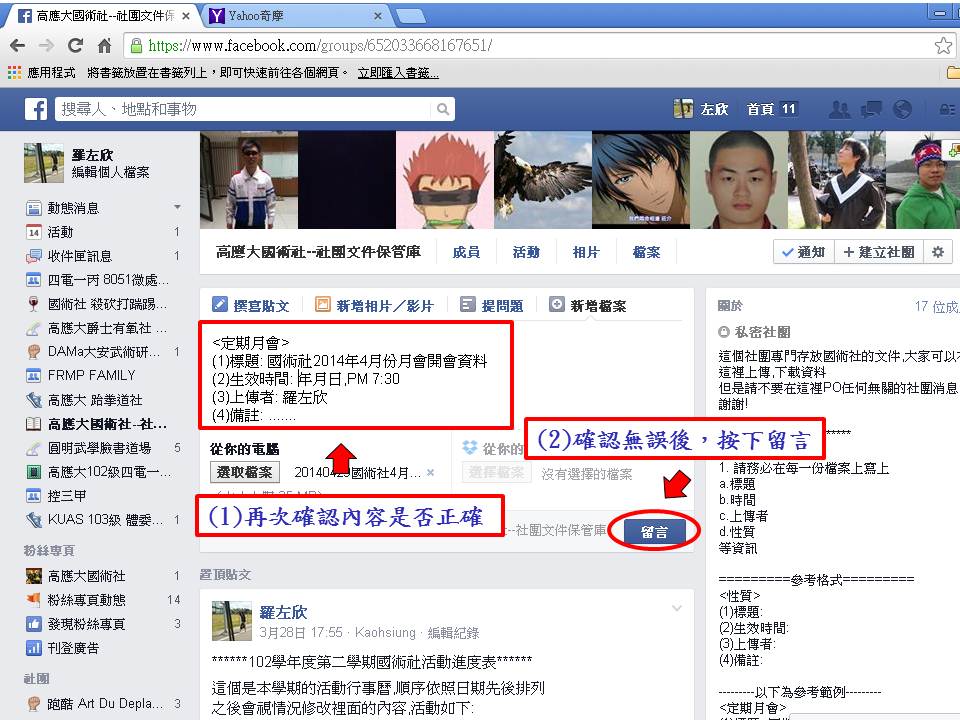 高應大國術社--社團文件保
Yahoo奇摩
https://www.facebook.com/groups/652033668167651/
應用程式 將書籤放置在書籤列上，即可快速前往各個網頁。 立即匯入書籤...
搜尋人、地點和事物
左欣 首頁 11
羅左欣
編輯個人檔案
動態消息
活動 1
收件匣訊息 1
四電一丙 8051微處...
國術社 殺砍打踹踢...
高應大爵士有氧社 ...
DAMa大安武術研... 1
FRMP FAMILY
高應大 跆拳道社
高應大國術社--社...
圓明武學臉書道場 5
高應大102級四電一...
控三甲
KUAS 103級 體委... 1
粉絲專頁
高應大國術社 1
粉絲專頁動態 14
發現粉絲專頁 3
刊登廣告
社團
跑酷 Art Du Depla... 3
高應大國術社--社團文件保管庫 成員 活動 相片 檔案
通知 建立社團
撰寫貼文 新增相片／影片 提問題 新增檔案
<定期月會>
(1)標題: 國術社2014年4月份月會開會資料
(2)生效時間: 年月日,PM 7:30
(3)上傳者: 羅左欣
(4)備註: .......
從你的電腦
選取檔案
國術社4月...
從你的
選擇檔案 沒有選擇的檔案
(2)確認無誤後，按下留言
(1)再次確認內容是否正確
--社團文件保管庫
留言
置頂貼文
羅左欣
3月28日 17:55 · Kaohsiung · 編輯紀錄
******102學年度第二學期國術社活動進度表******
這個是本學期的活動行事曆,順序依照日期先後排列
之後會視情況修改裡面的內容,活動如下:
關於 17 位成
私密社團
這個社團專門存放國術社的文件,大家可以
這裡上傳,下載資料
但是請不要在這裡PO任何無關的社團消息
謝謝!
1. 請務必在每一份檔案上寫上
a.標題
b.時間
c.上傳者
d.性質
等資訊
=========參考格式=========
<性質>
(1)標題:
(2)生效時間:
(3)上傳者:
(4)備註:
---------以下為參考範例---------
<定期月會>